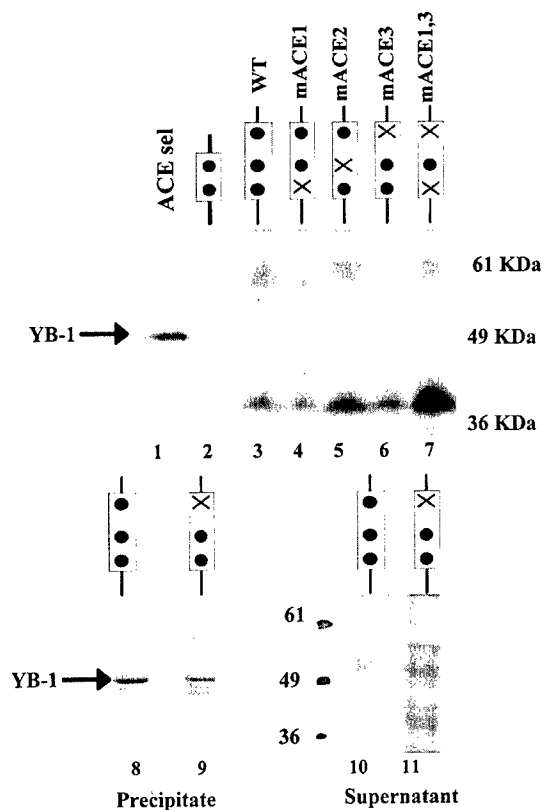 ACE sel
WT
mACE1
mACE2
mACE3
mACE1,3
61 KDa
YB-1
49 KDa
36 KDa
1 2 3 4 5 6 7
61
YB-1
49
36
8 9 10 11
Precipitate Supernatant